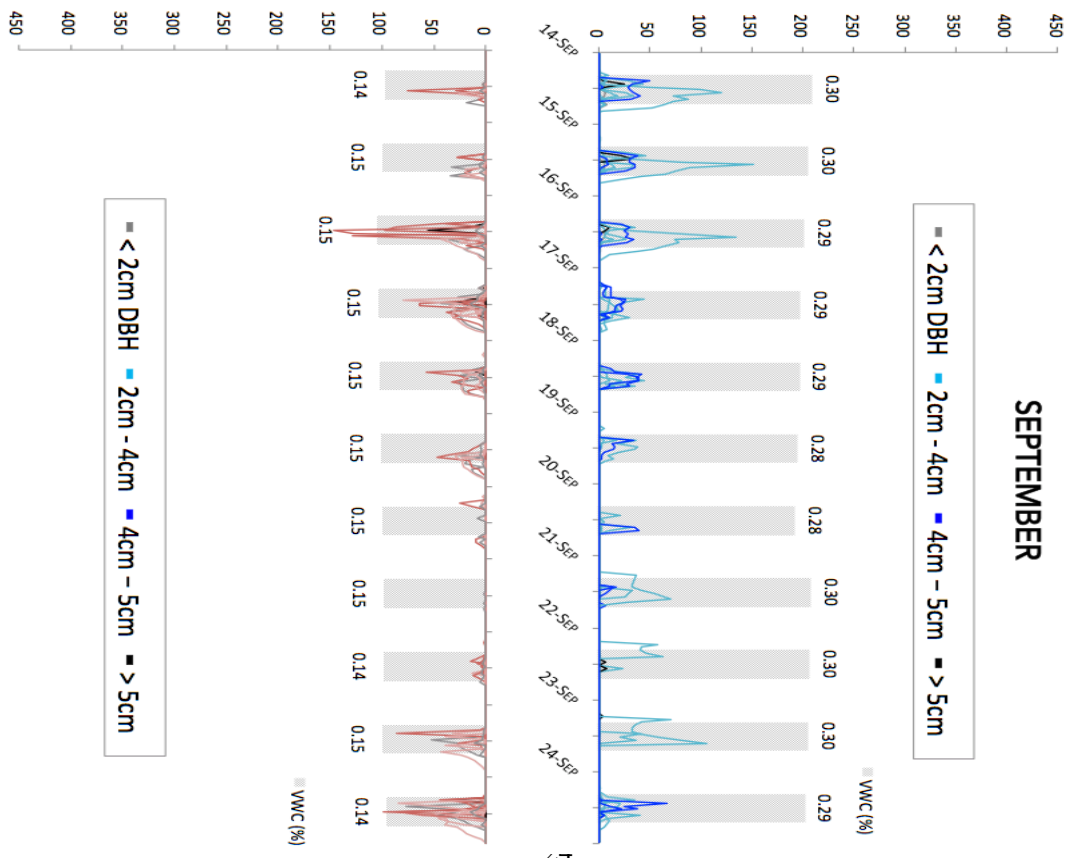 SEPTEMBER
450
400
350
< 2cm DBH 2cm - 4cm 4cm – 5cm > 5cm
300
250
VWC (%)
0.30 0.30 0.29 0.29 0.29 0.28 0.28 0.30 0.30 0.30 0.29
200
150
100
50
0
14-SEP 15-SEP 16-SEP 17-SEP 18-SEP 19-SEP 20-SEP 21-SEP 22-SEP 23-SEP 24-SEP
0
50
100
0.14 0.15 0.15 0.15 0.15 0.15 0.15 0.15 0.14 0.15 0.14
150
VWC (%)
200
250
300
< 2cm DBH 2cm - 4cm 4cm – 5cm > 5cm
350
400
450